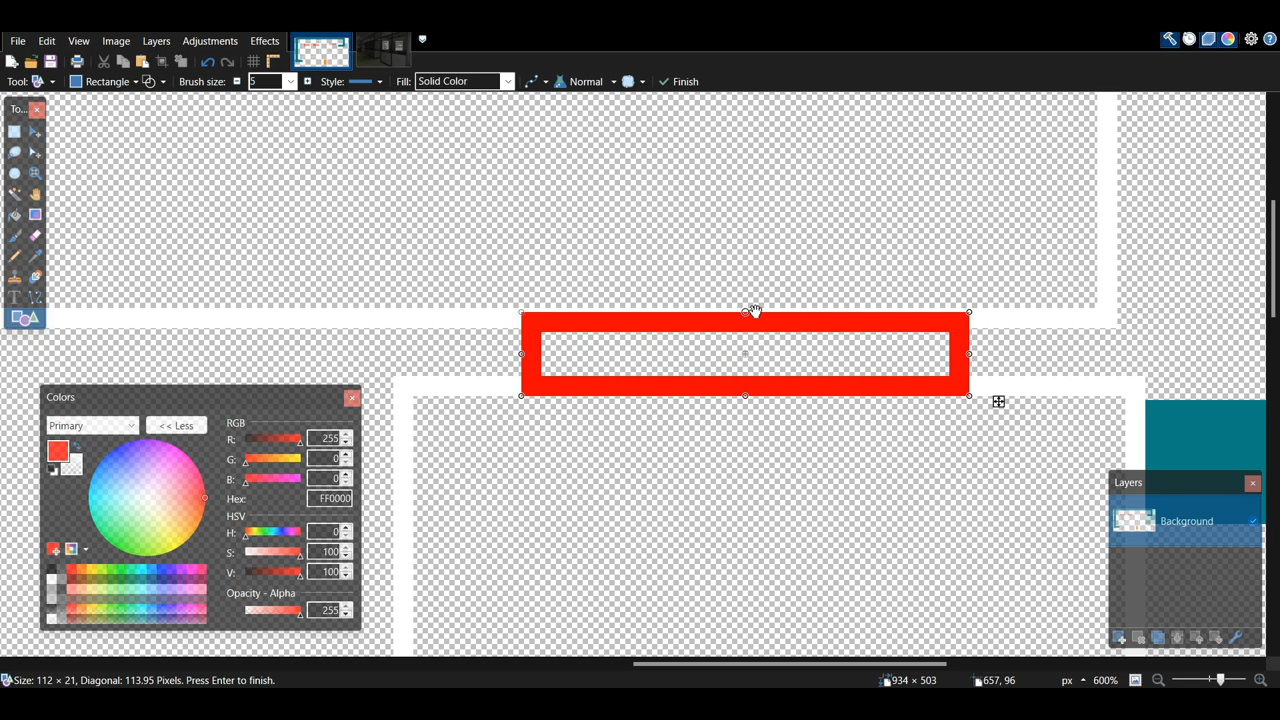 File Edit View Image Layers Adjustments Effects
Tool: Rectangle Brush size: 5 Style: Fill: Solid Color Normal Finish
To...
Colors
Primary << Less
RGB
R: 255
G: 0
B: 0
Hex: FF0000
HSV
H: 0
S: 100
V: 100
Opacity - Alpha
255
Layers
Background
Size: 112 × 21, Diagonal: 113.95 Pixels. Press Enter to finish. 934 × 503 657, 96 px 600%